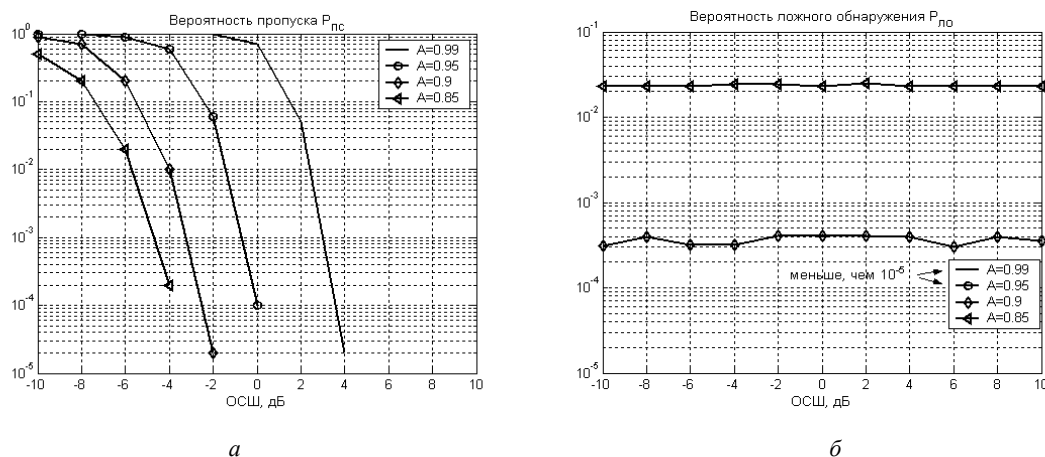 Вероятность пропуска Pпс
10⁰
10⁻¹
10⁻²
10⁻³
10⁻⁴
10⁻⁵
A=0.99
A=0.95
A=0.9
A=0.85
-10 -8 -6 -4 -2 0 2 4 6 8 10
ОСШ, дБ
а
Вероятность ложного обнаружения Pло
10⁻¹
10⁻²
10⁻³
10⁻⁴
10⁻⁵
меньше, чем 10⁻⁵
A=0.99
A=0.95
A=0.9
A=0.85
-10 -8 -6 -4 -2 0 2 4 6 8 10
ОСШ, дБ
б